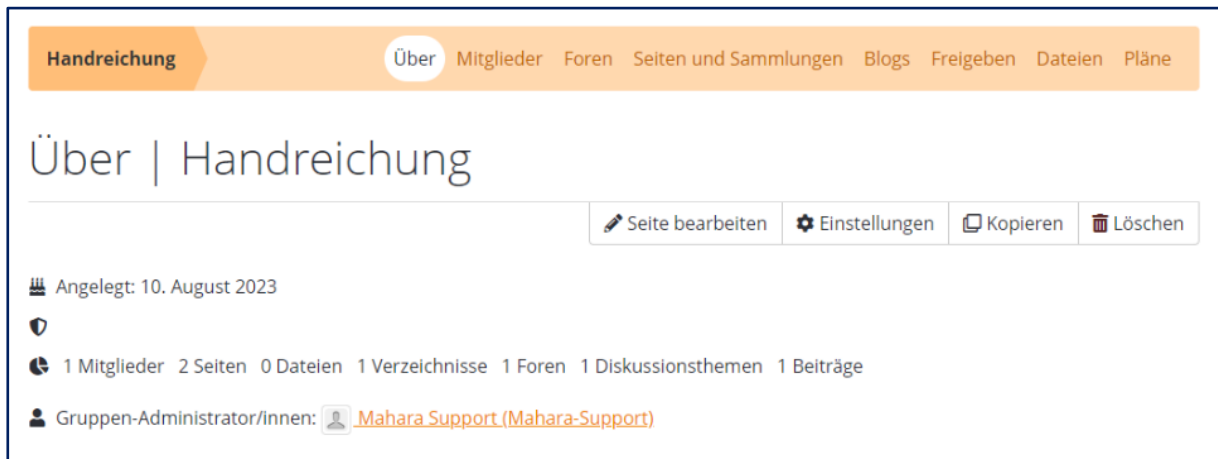 Handreichung Über Mitglieder Foren Seiten und Sammlungen Blogs Freigeben Dateien Pläne
Über | Handreichung
Seite bearbeiten Einstellungen Kopieren Löschen
Angelegt: 10. August 2023
1 Mitglieder 2 Seiten 0 Dateien 1 Verzeichnisse 1 Foren 1 Diskussionsthemen 1 Beiträge
Gruppen-Administrator/innen: Mahara Support (Mahara-Support)